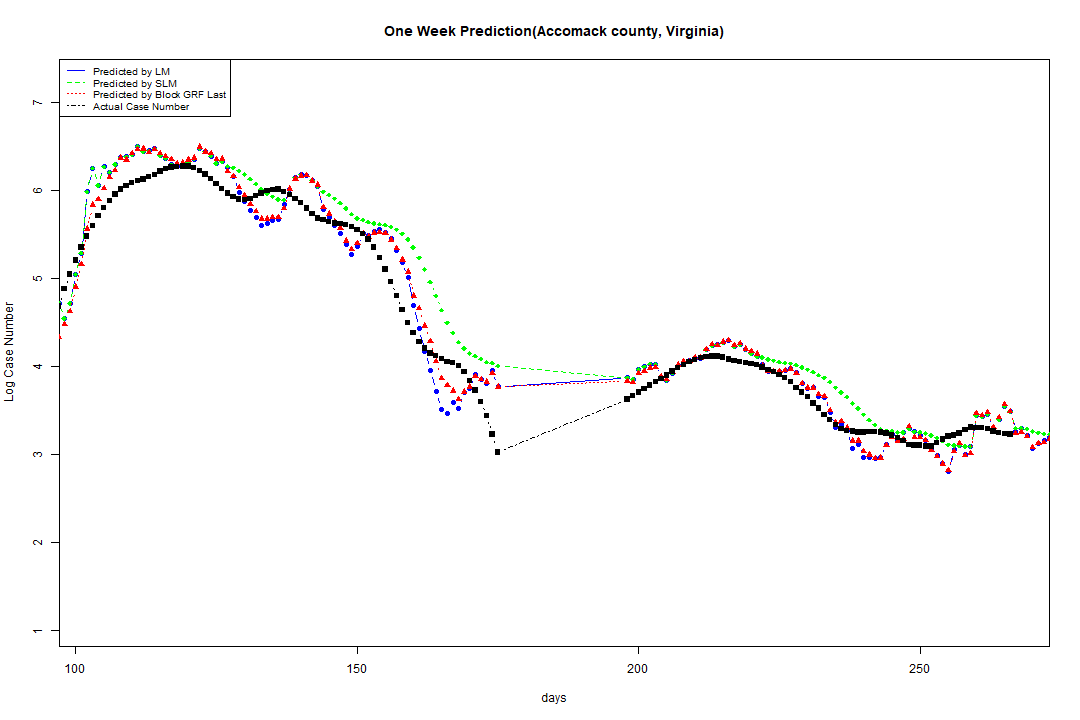 One Week Prediction(Accomack county, Virginia)
Predicted by LM
Predicted by SLM
Predicted by Block GRF Last
Actual Case Number
7
6
5
4
3
2
1
Log Case Number
100 150 200 250
days